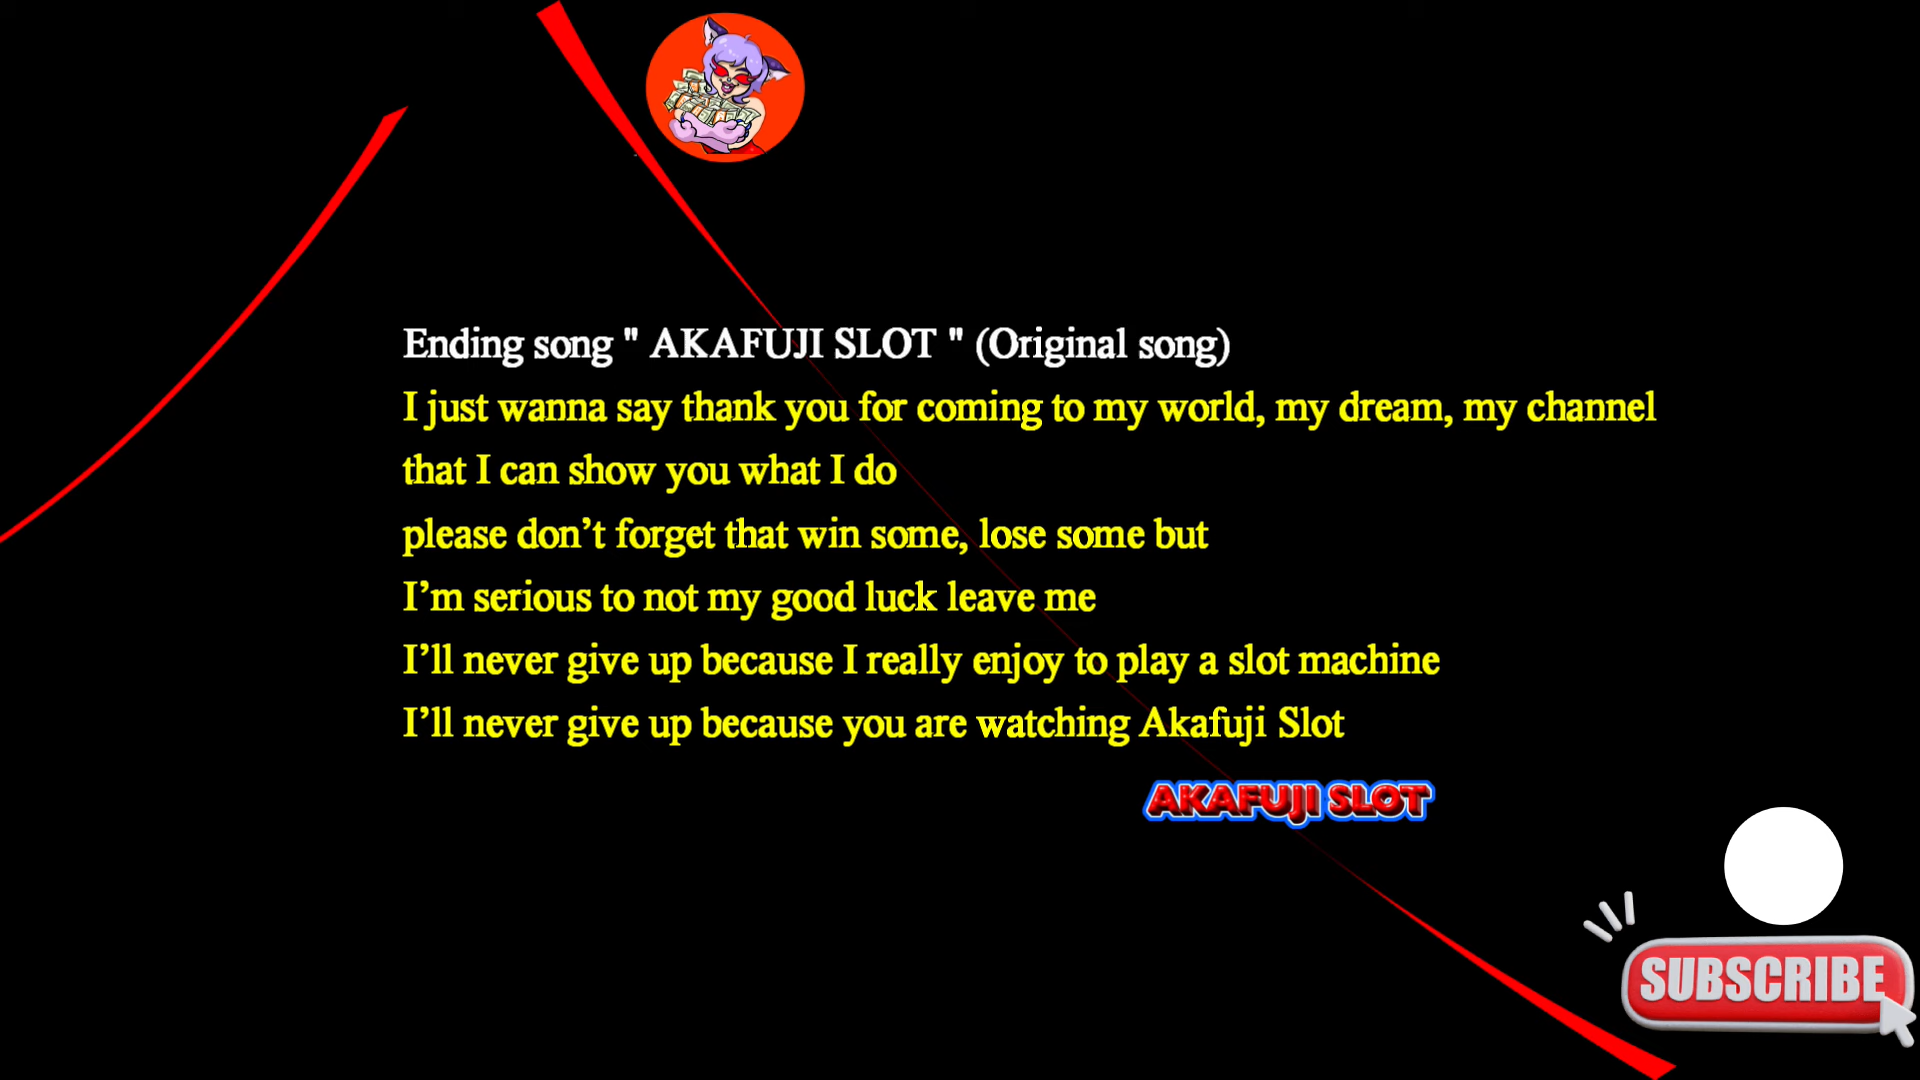 Ending song " AKAFUJI SLOT " (Original song)
I just wanna say thank you for coming to my world, my dream, my channel
that I can show you what I do
please don’t forget that win some, lose some but
I’m serious to not my good luck leave me
I’ll never give up because I really enjoy to play a slot machine
I’ll never give up because you are watching Akafuji Slot
AKAFUJI SLOT
SUBSCRIBE